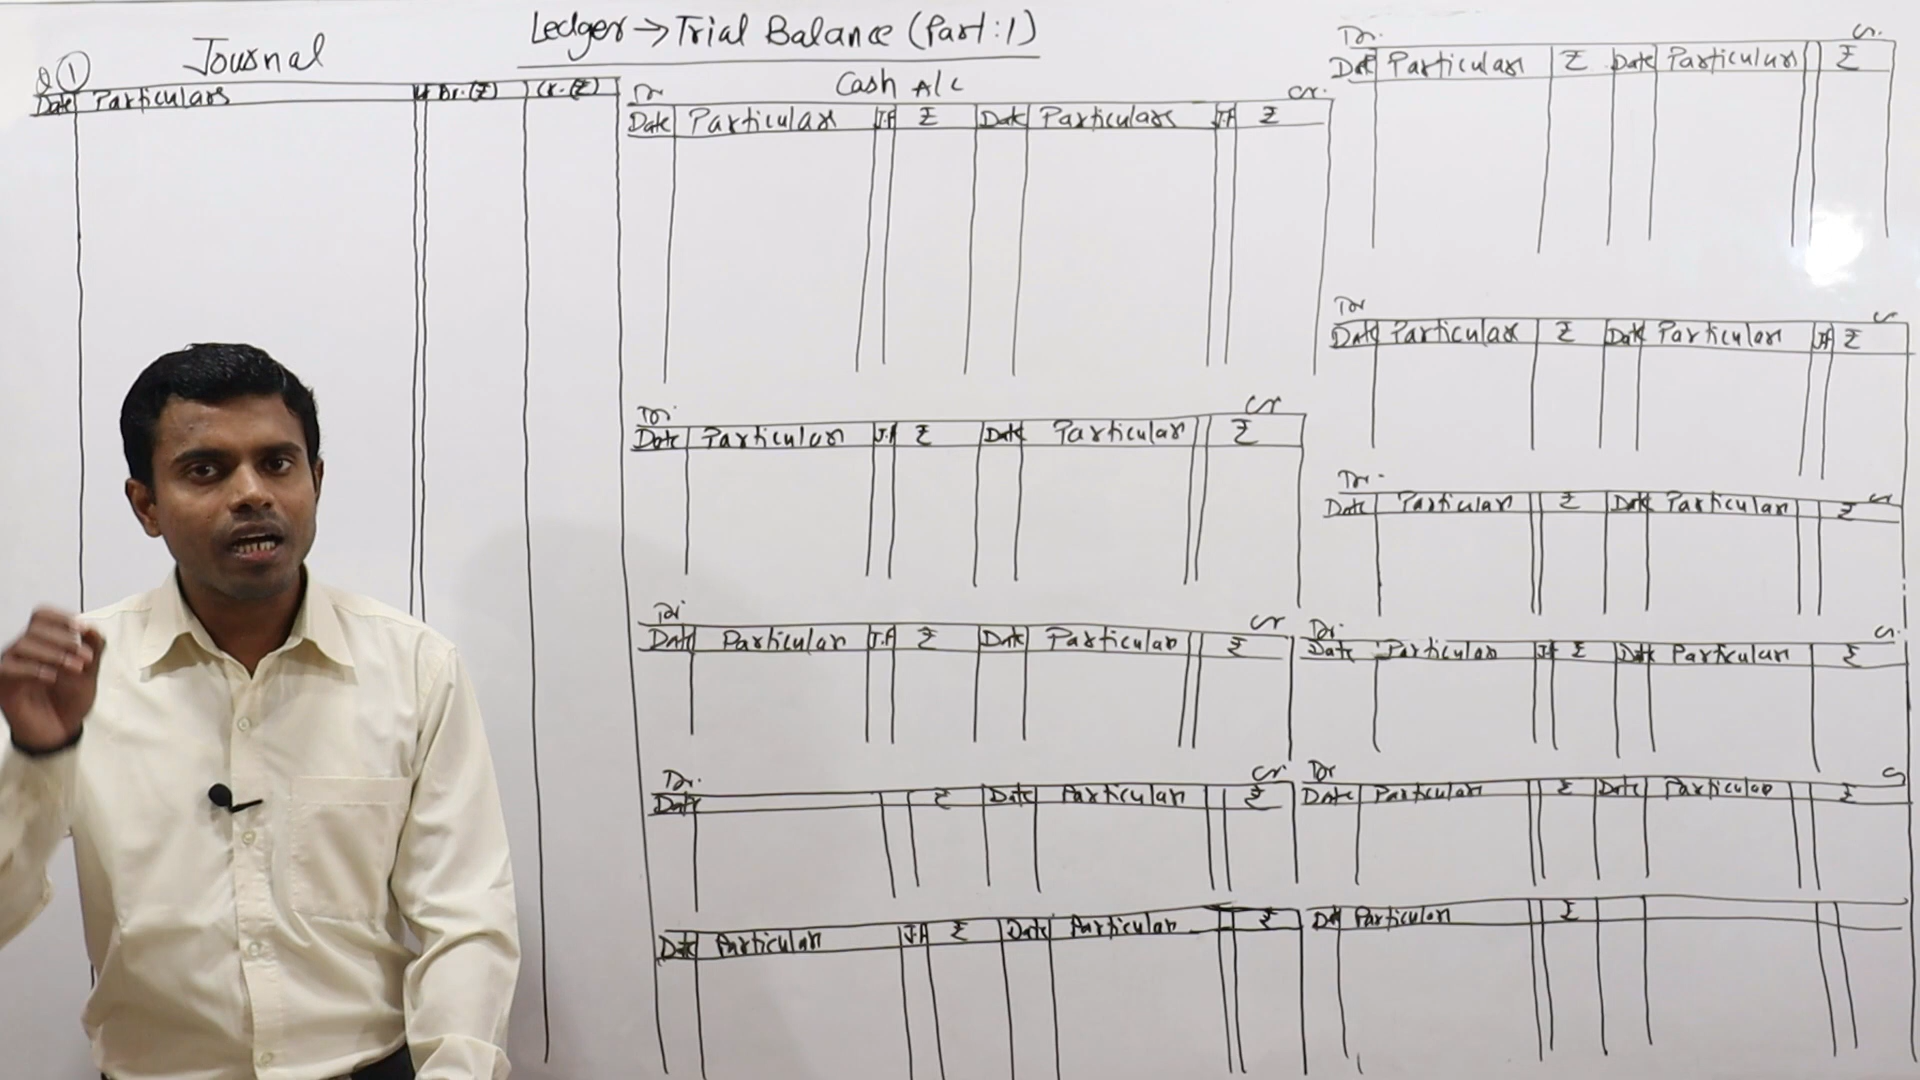 Ledger → Trial Balance (Part:1)
Q ① Journal
Date Particulars Dr. (₹) Cr. (₹)
Cash A/c
Dr Cr.
Date Particulars J.F ₹ Date Particulars J.F ₹
Dr. Cr
Date Particular J.F ₹ Date Particular ₹
Dr Cr
Date Particular J.F ₹ Date Particular ₹
Dr. Cr
Date ₹ Date Particular ₹
Date Particular J.F ₹ Date Particular ₹
Dr. Cr.
Date Particulars ₹ Date Particulars ₹
Dr Cr
Date Particular ₹ Date Particular J.F ₹
Dr. Cr
Date Particular ₹ Date Particular ₹
Dr. Cr.
Date Particular J.F ₹ Date Particular ₹
Dr Cr
Date Particular ₹ Date Particular ₹
Date Particular ₹